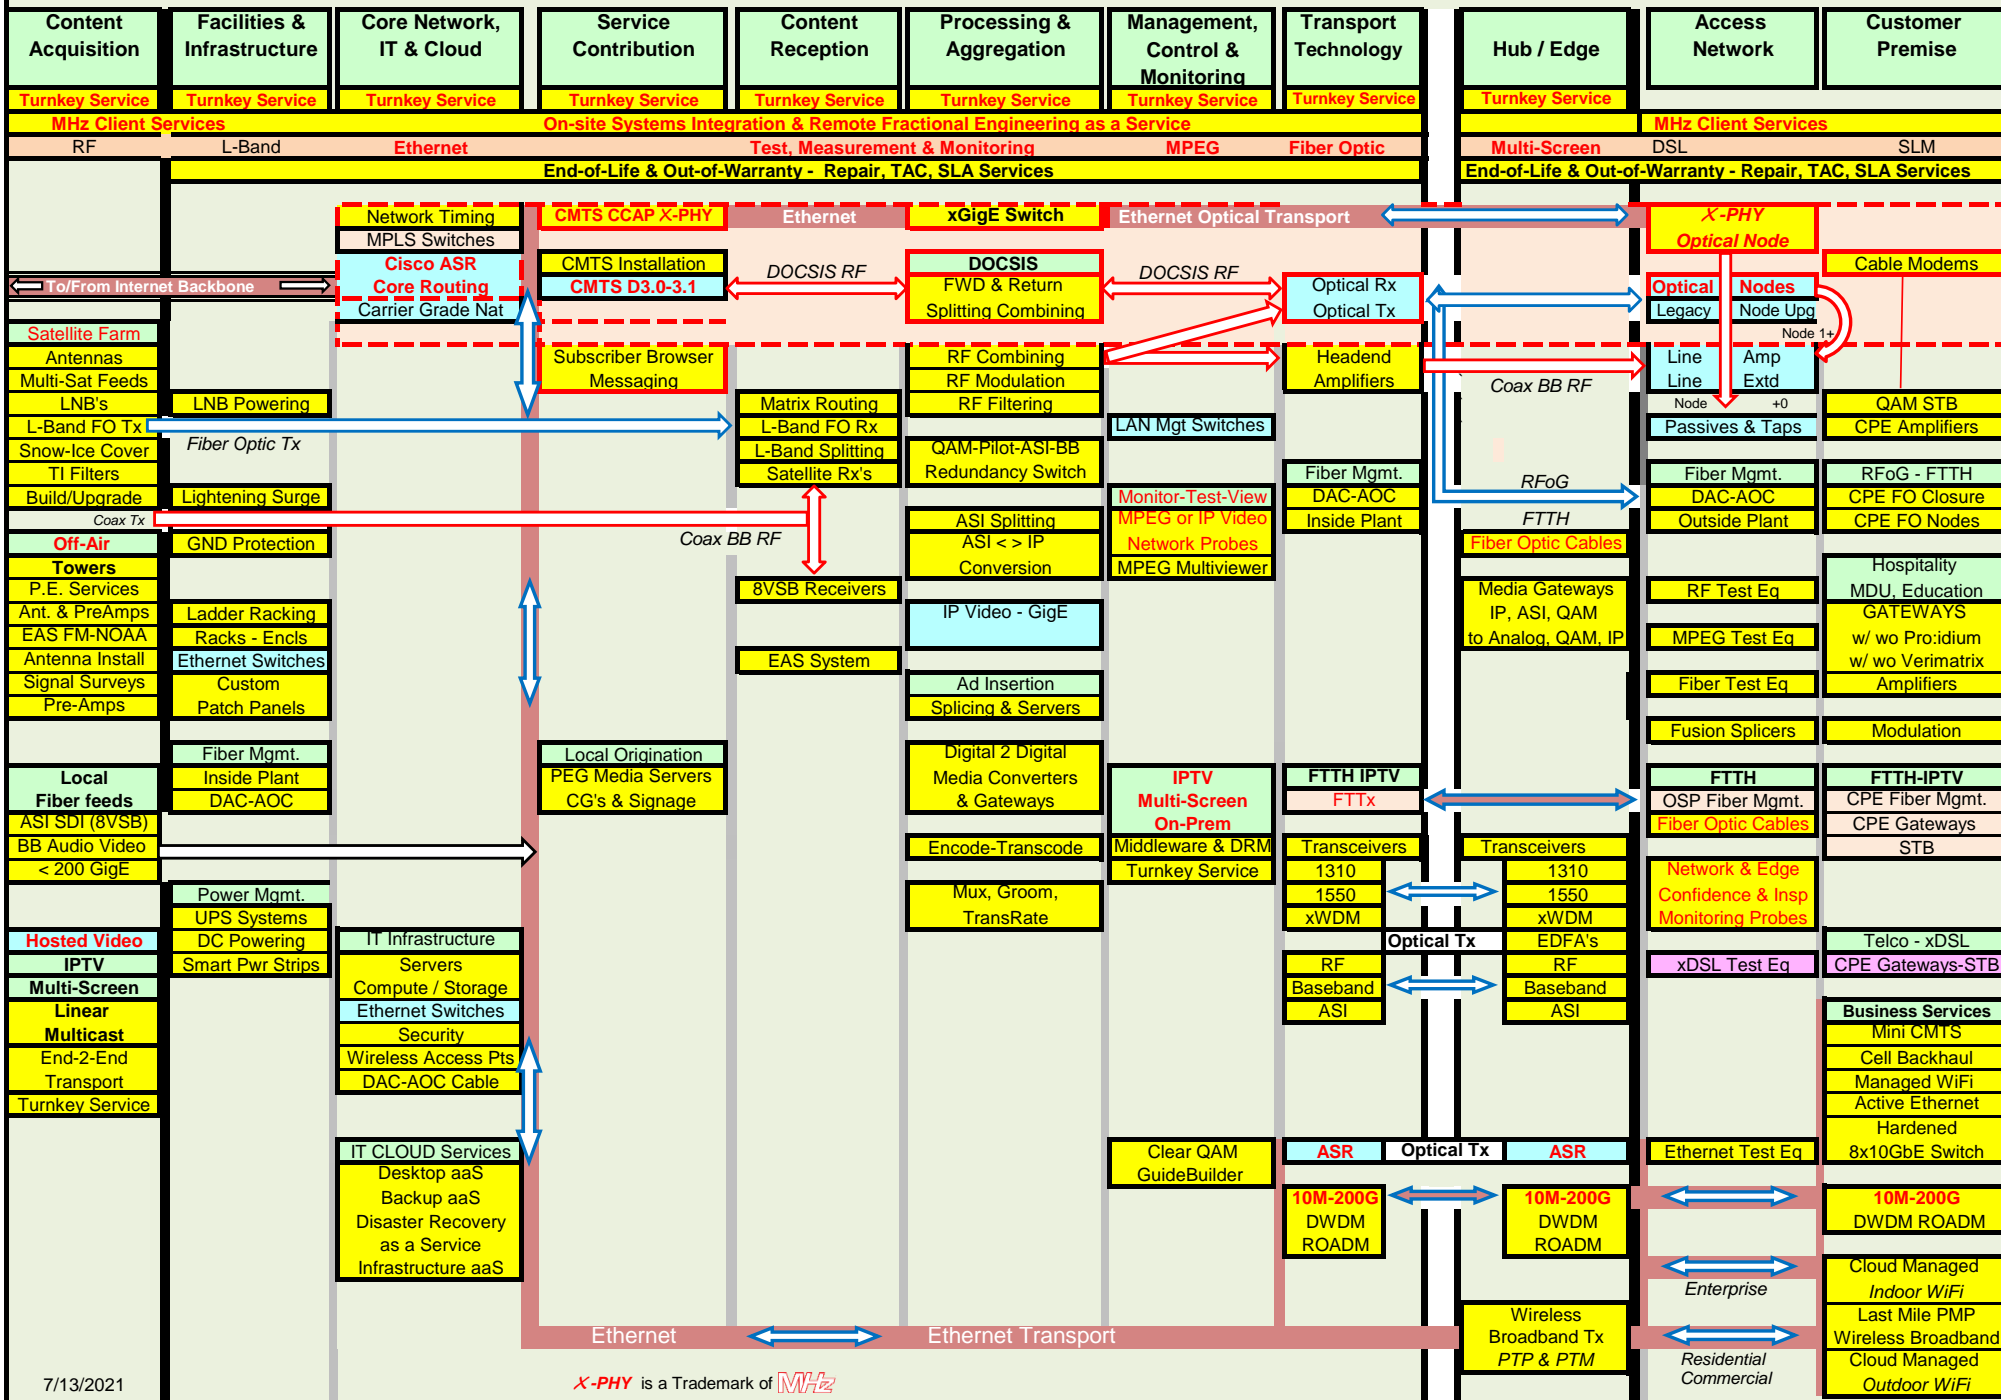 Content
Acquisition
Facilities &
Infrastructure
Core Network,
IT & Cloud
Service
Contribution
Content
Reception
Processing &
Aggregation
Management,
Control &
Monitoring
Transport
Technology
Hub / Edge
Access
Network
Customer
Premise
Turnkey Service
Turnkey Service
Turnkey Service
Turnkey Service
Turnkey Service
Turnkey Service
Turnkey Service
Turnkey Service
Turnkey Service
MHz Client Services
On-site Systems Integration & Remote Fractional Engineering as a Service
MHz Client Services
RF
L-Band
Ethernet
Test, Measurement & Monitoring
MPEG
Fiber Optic
Multi-Screen
DSL
SLM
End-of-Life & Out-of-Warranty - Repair, TAC, SLA Services
End-of-Life & Out-of-Warranty - Repair, TAC, SLA Services
To/From Internet Backbone
Satellite Farm
Antennas
Multi-Sat Feeds
LNB's
L-Band FO Tx
Snow-Ice Cover
TI Filters
Build/Upgrade
Coax Tx
Off-Air
Towers
P.E. Services
Ant. & PreAmps
EAS FM-NOAA
Antenna Install
Signal Surveys
Pre-Amps
Local
Fiber feeds
ASI SDI (8VSB)
BB Audio Video
< 200 GigE
Hosted Video
IPTV
Multi-Screen
Linear
Multicast
End-2-End
Transport
Turnkey Service
7/13/2021
LNB Powering
Fiber Optic Tx
Lightening Surge
GND Protection
Ladder Racking
Racks - Encls
Ethernet Switches
Custom
Patch Panels
Fiber Mgmt.
Inside Plant
DAC-AOC
Power Mgmt.
UPS Systems
DC Powering
Smart Pwr Strips
Network Timing
MPLS Switches
Cisco ASR
Core Routing
Carrier Grade Nat
IT Infrastructure
Servers
Compute / Storage
Ethernet Switches
Security
Wireless Access Pts
DAC-AOC Cable
IT CLOUD Services
Desktop aaS
Backup aaS
Disaster Recovery
as a Service
Infrastructure aaS
CMTS CCAP X-PHY
CMTS Installation
CMTS D3.0-3.1
Subscriber Browser
Messaging
Local Origination
PEG Media Servers
CG's & Signage
Ethernet
X-PHY is a Trademark of MHz
Ethernet
DOCSIS RF
Matrix Routing
L-Band FO Rx
L-Band Splitting
Satellite Rx's
Coax BB RF
8VSB Receivers
EAS System
xGigE Switch
DOCSIS
FWD & Return
Splitting Combining
RF Combining
RF Modulation
RF Filtering
QAM-Pilot-ASI-BB
Redundancy Switch
ASI Splitting
ASI < > IP
Conversion
IP Video - GigE
Ad Insertion
Splicing & Servers
Digital 2 Digital
Media Converters
& Gateways
Encode-Transcode
Mux, Groom,
TransRate
Ethernet Transport
Ethernet Optical Transport
DOCSIS RF
LAN Mgt Switches
Monitor-Test-View
MPEG or IP Video
Network Probes
MPEG Multiviewer
IPTV
Multi-Screen
On-Prem
Middleware & DRM
Turnkey Service
Clear QAM
GuideBuilder
Optical Rx
Optical Tx
Headend
Amplifiers
Fiber Mgmt.
DAC-AOC
Inside Plant
FTTH IPTV
FTTx
Transceivers
1310
1550
xWDM
Optical Tx
RF
Baseband
ASI
ASR
Optical Tx
10M-200G
DWDM
ROADM
Coax BB RF
RFoG
FTTH
Fiber Optic Cables
Media Gateways
IP, ASI, QAM
to Analog, QAM, IP
Transceivers
1310
1550
xWDM
EDFA's
RF
Baseband
ASI
ASR
10M-200G
DWDM
ROADM
Wireless
Broadband Tx
PTP & PTM
X-PHY
Optical Node
Optical Nodes
Legacy Node Upg
Node 1+
Line Amp
Line Extd
Node +0
Passives & Taps
Fiber Mgmt.
DAC-AOC
Outside Plant
RF Test Eq
MPEG Test Eq
Fiber Test Eq
Fusion Splicers
FTTH
OSP Fiber Mgmt.
Fiber Optic Cables
Network & Edge
Confidence & Insp
Monitoring Probes
xDSL Test Eq
Ethernet Test Eq
Enterprise
Residential
Commercial
Cable Modems
QAM STB
CPE Amplifiers
RFoG - FTTH
CPE FO Closure
CPE FO Nodes
Hospitality
MDU, Education
GATEWAYS
w/ wo Pro:idium
w/ wo Verimatrix
Amplifiers
Modulation
FTTH-IPTV
CPE Fiber Mgmt.
CPE Gateways
STB
Telco - xDSL
CPE Gateways-STB
Business Services
Mini CMTS
Cell Backhaul
Managed WiFi
Active Ethernet
Hardened
8x10GbE Switch
10M-200G
DWDM ROADM
Cloud Managed
Indoor WiFi
Last Mile PMP
Wireless Broadband
Cloud Managed
Outdoor WiFi